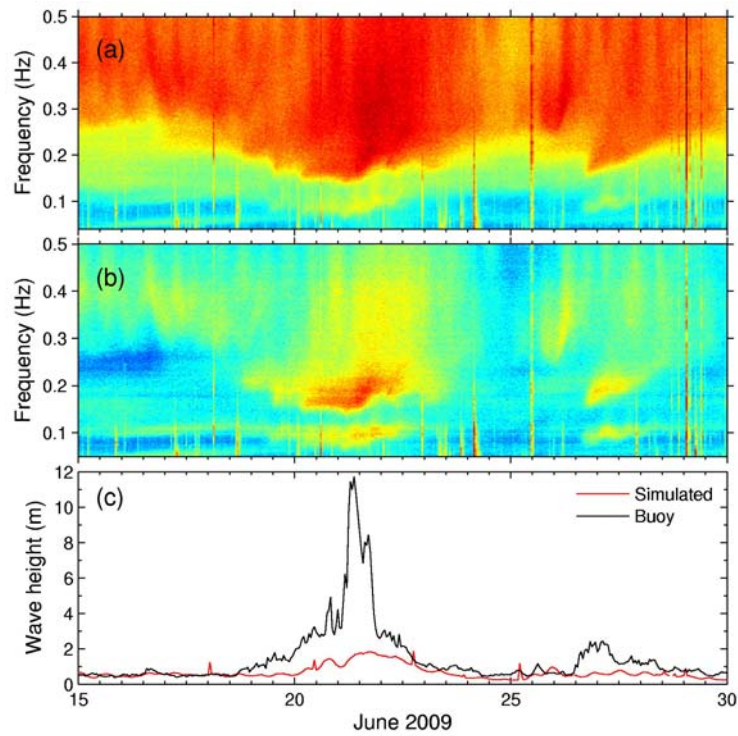 0.5
(a)
0.4
0.3
0.2
0.1
Frequency (Hz)
0.5
(b)
0.4
0.3
0.2
0.1
Frequency (Hz)
12
(c)
Simulated
10
Buoy
8
6
4
2
0
Wave height (m)
15 20 25 30
June 2009